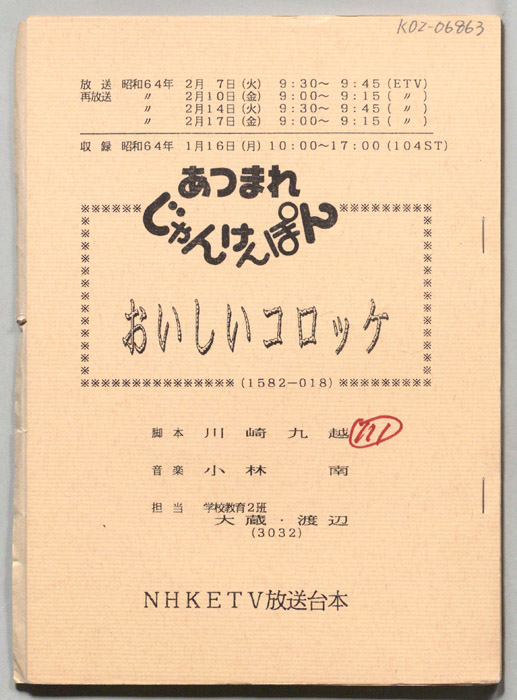 K02-06863
放送 昭和64年 2月 7日(火) 9:30〜 9:45(ETV)
再放送 〃 2月10日(金) 9:00〜 9:15( 〃 )
〃 2月14日(火) 9:30〜 9:45( 〃 )
〃 2月17日(金) 9:00〜 9:15( 〃 )
収録 昭和64年 1月16日(月) 10:00〜17:00(104ST)
あつまれ
じゃんけんぽん
おいしいコロッケ
(1582-018)
脚本 川崎九越
音楽 小林 南
担当 学校教育2班
大蔵・渡辺
(3032)
NHKETV放送台本